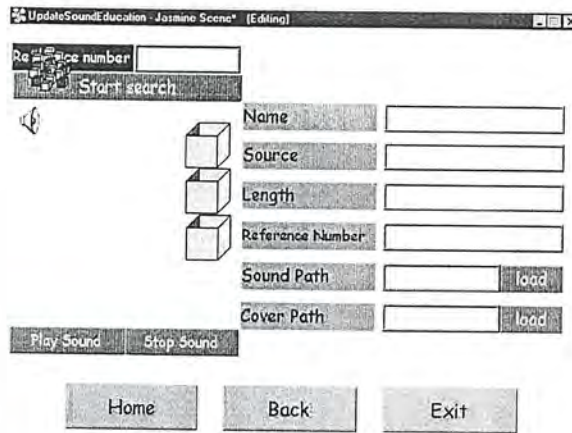 UpdateSoundEducation - Jasmine Scene* [Editing]
Reference number
Start search
Name
Source
Length
Reference Number
Sound Path load
Cover Path load
Play Sound Stop Sound
Home Back Exit